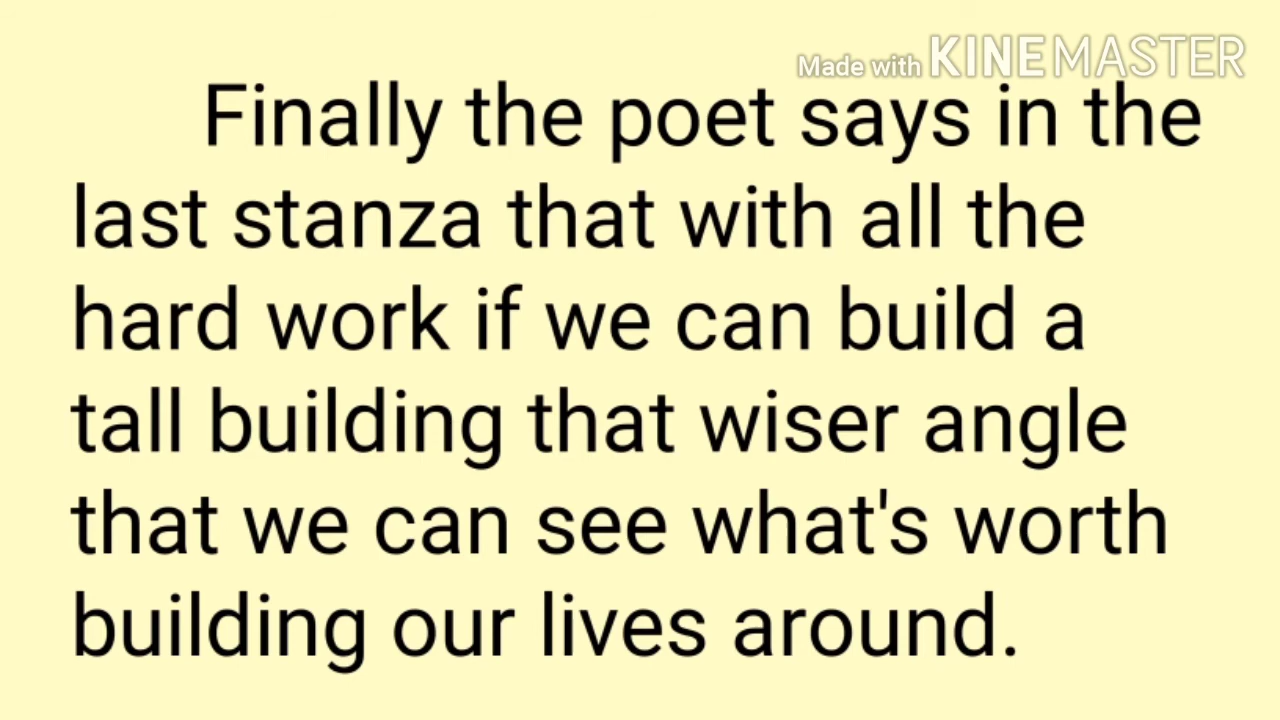 Made with KINEMASTER
Finally the poet says in the
last stanza that with all the
hard work if we can build a
tall building that wiser angle
that we can see what's worth
building our lives around.